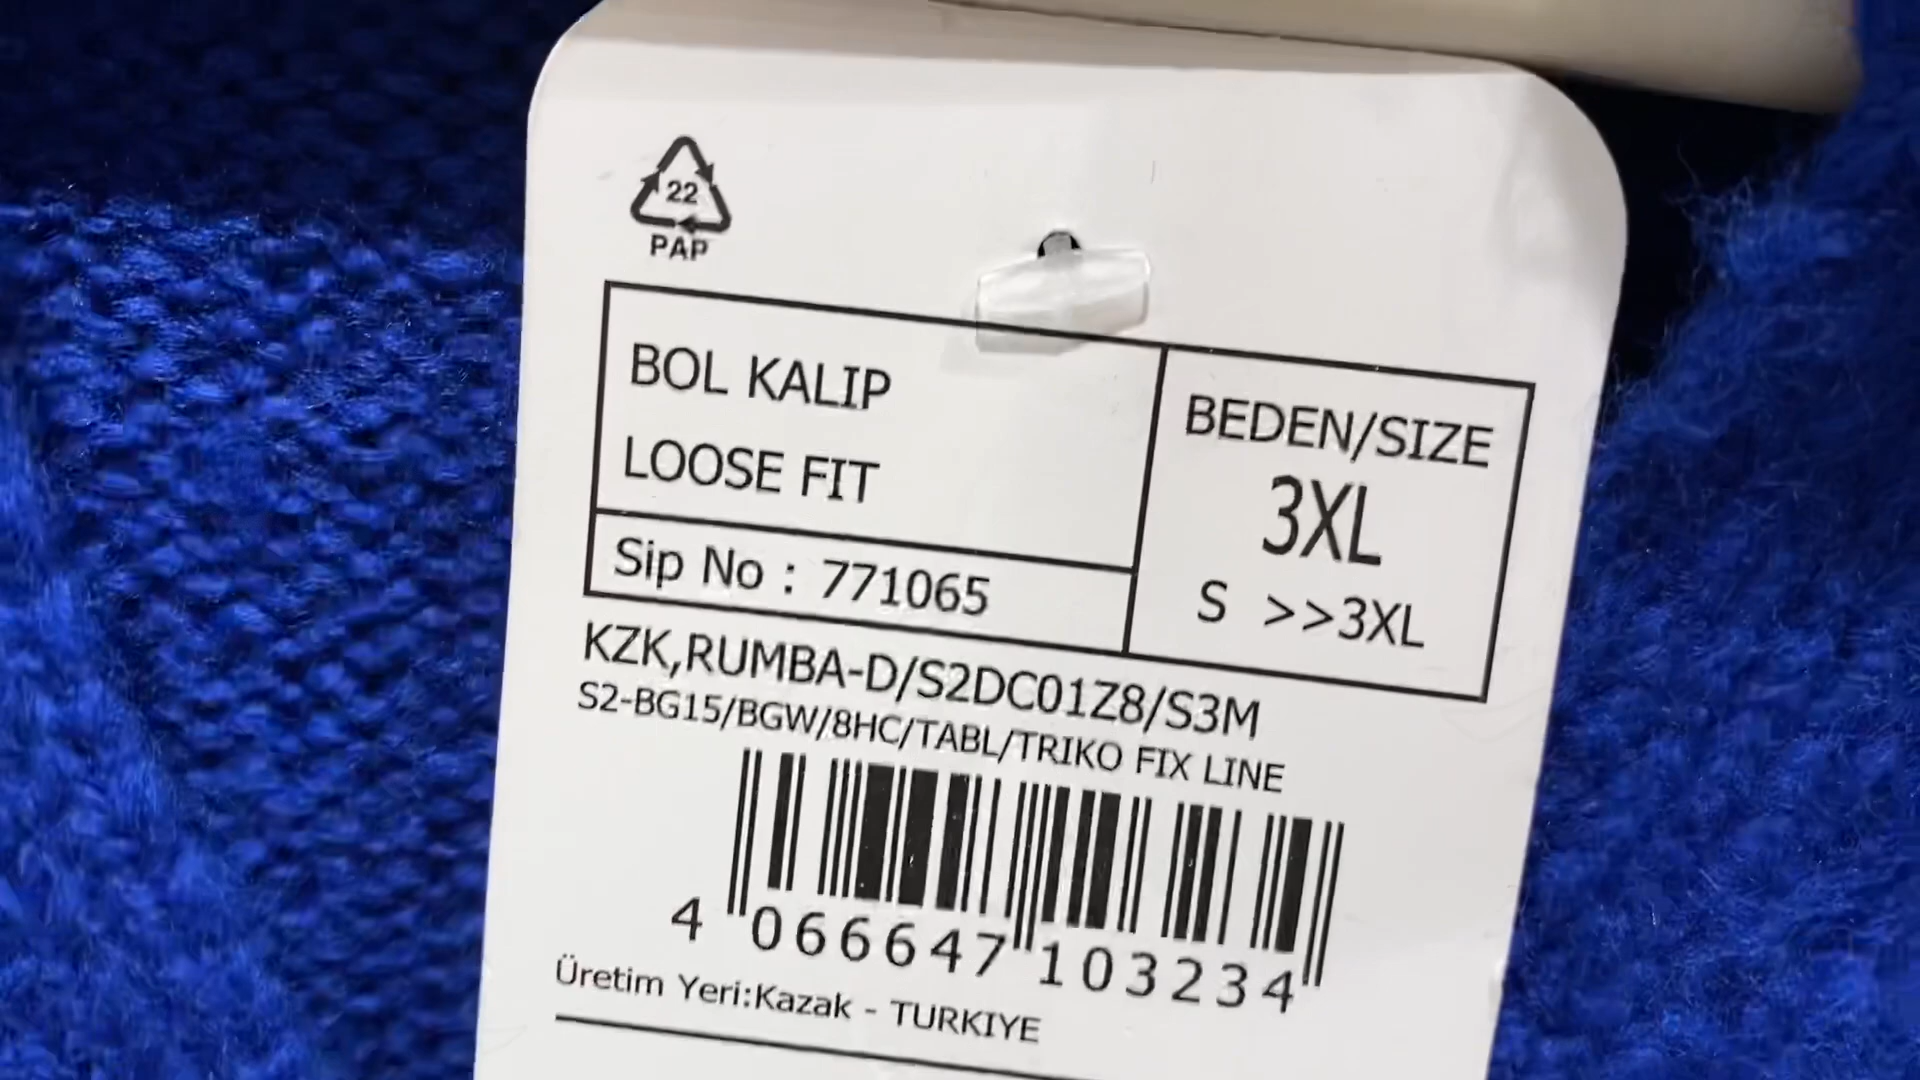 22
PAP
BOL KALIP
LOOSE FIT
BEDEN/SIZE
3XL
S >>3XL
Sip No : 771065
KZK,RUMBA-D/S2DC01Z8/S3M
S2-BG15/BGW/8HC/TABL/TRIKO FIX LINE
4 066647 103234
Üretim Yeri:Kazak - TURKIYE